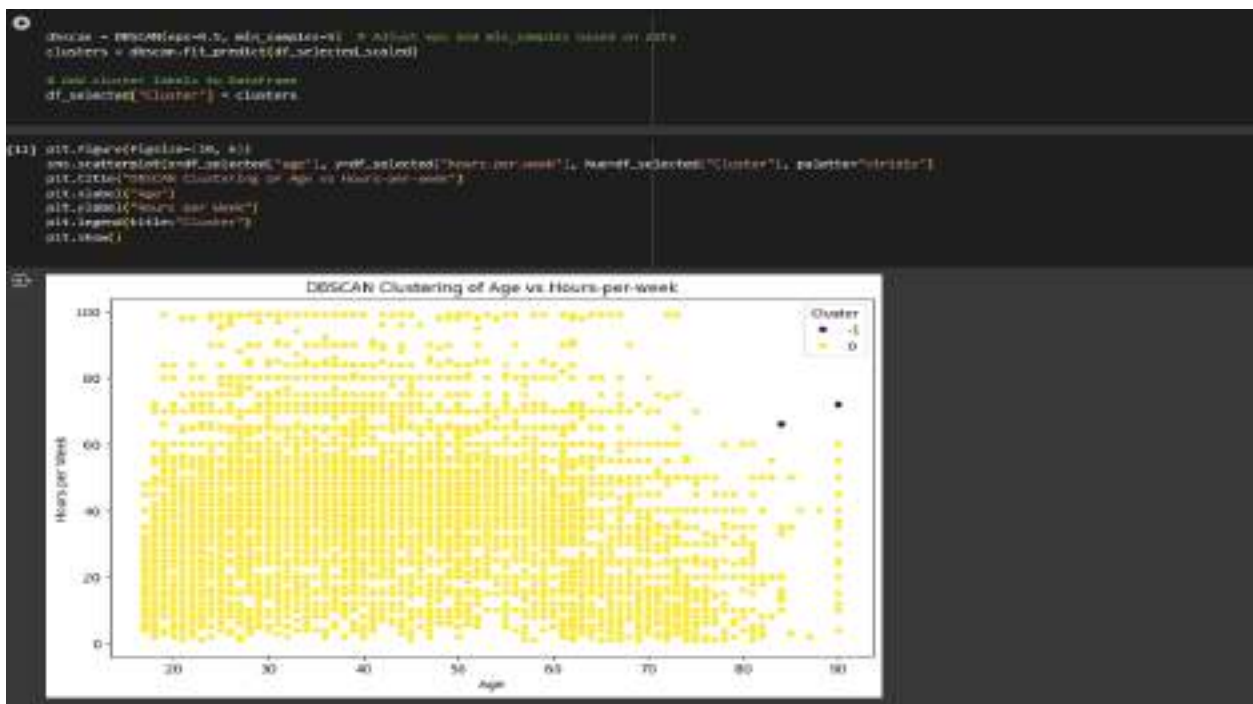 dbscan = DBSCAN(eps=0.5, min_samples=5) # Adjust eps and min_samples based on data
clusters = dbscan.fit_predict(df_selected_scaled)
# Add cluster labels to DataFrame
df_selected["Cluster"] = clusters
[12] plt.figure(figsize=(10, 6))
sns.scatterplot(x=df_selected["age"], y=df_selected["hours-per-week"], hue=df_selected["Cluster"], palette="viridis")
plt.title("DBSCAN Clustering of Age vs Hours-per-week")
plt.xlabel("Age")
plt.ylabel("Hours per Week")
plt.legend(title="Cluster")
plt.show()
DBSCAN Clustering of Age vs Hours-per-week
Cluster
-1
0
100
80
60
40
20
0
Hours per Week
20 30 40 50 60 70 80 90
Age